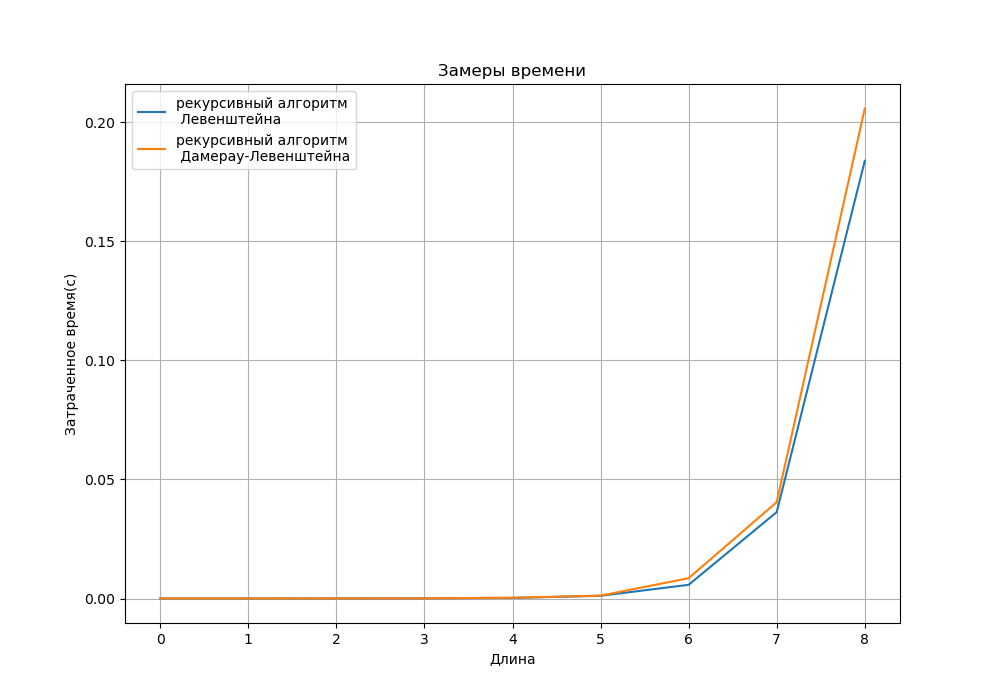 Замеры времени
рекурсивный алгоритм
Левенштейна
рекурсивный алгоритм
Дамерау-Левенштейна
Затраченное время(с)
0.20
0.15
0.10
0.05
0.00
0 1 2 3 4 5 6 7 8
Длина